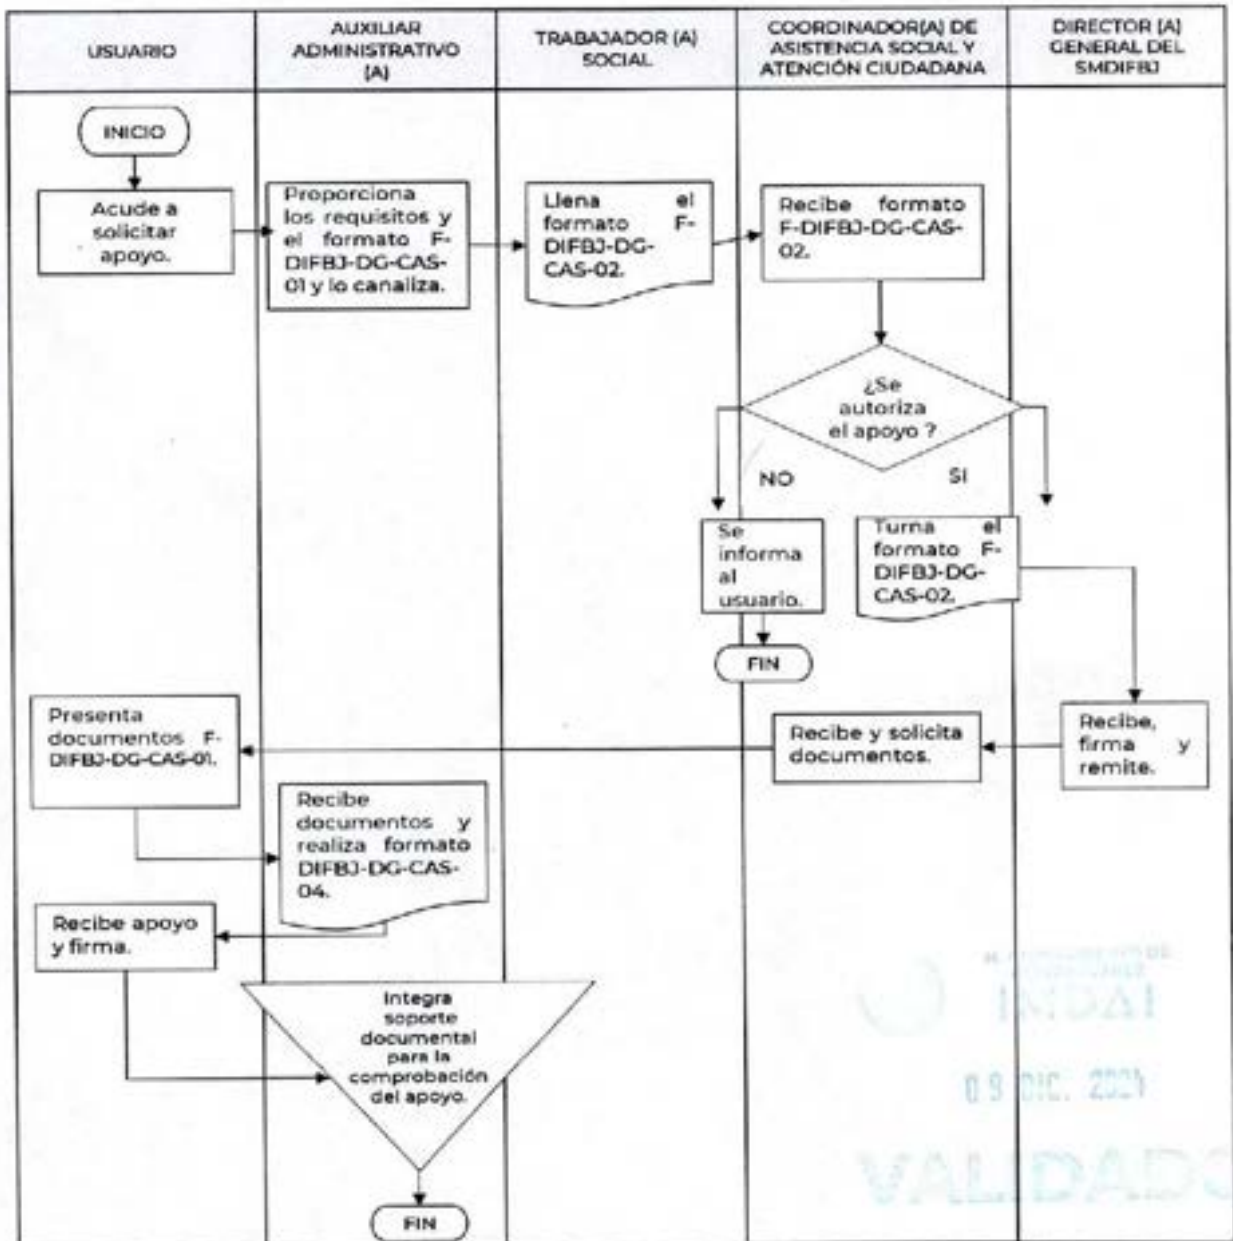 USUARIO
AUXILIAR
ADMINISTRATIVO
(A)
TRABAJADOR (A)
SOCIAL
COORDINADOR(A) DE
ASISTENCIA SOCIAL Y
ATENCIÓN CIUDADANA
DIRECTOR (A)
GENERAL DEL
SMDIFBJ
INICIO
Acude a
solicitar
apoyo.
Proporciona
los requisitos y
el formato F-
DIFBJ-DG-CAS-
01 y lo canaliza.
Llena el
formato F-
DIFBJ-DG-
CAS-02.
Recibe formato
F-DIFBJ-DG-CAS-
02.
¿Se
autoriza
el apoyo ?
NO
SI
Se
informa
al
usuario.
Turna el
formato F-
DIFBJ-DG-
CAS-02.
FIN
Recibe,
firma y
remite.
Recibe y solicita
documentos.
Presenta
documentos F-
DIFBJ-DG-CAS-01.
Recibe
documentos y
realiza formato
DIFBJ-DG-CAS-
04.
Recibe apoyo
y firma.
Integra
soporte
documental
para la
comprobación
del apoyo.
FIN
IMDAI
09 DIC. 2021
VALIDADO